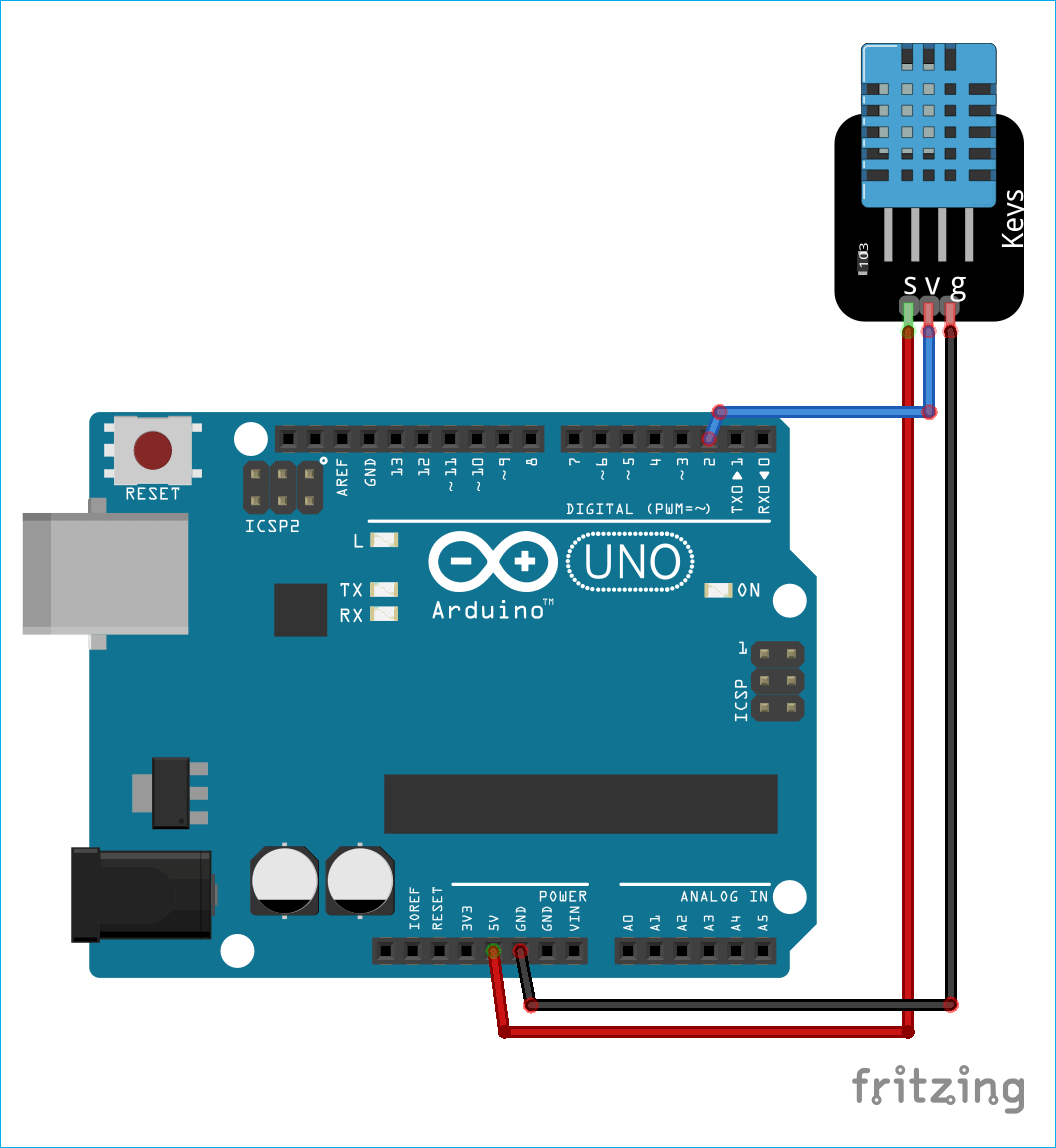 Keys
103
s v g
RESET
ICSP2
AREF
GND
13
12
~11
~10
~9
8
7
~6
~5
4
~3
2
TX0▶1
RX0◀0
DIGITAL (PWM=~)
L
TX
RX
UNO
ON
Arduino™
1
ICSP
POWER
ANALOG IN
IOREF
RESET
3V3
5V
GND
GND
VIN
A0
A1
A2
A3
A4
A5
fritzing